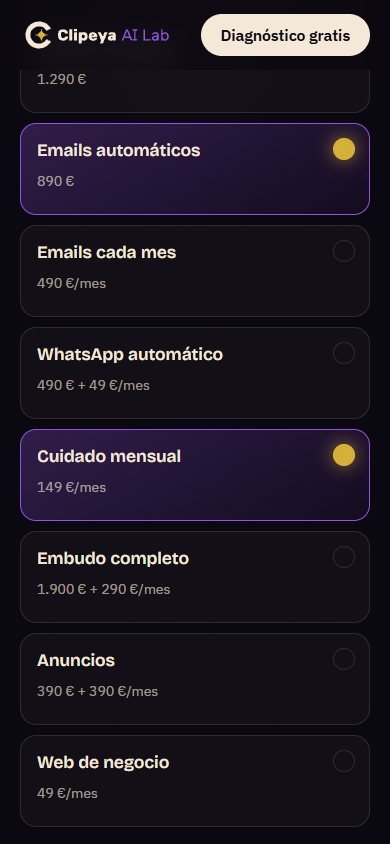 Clipeya AI Lab
Diagnóstico gratis
1.290 €
Emails automáticos
890 €
Emails cada mes
490 €/mes
WhatsApp automático
490 € + 49 €/mes
Cuidado mensual
149 €/mes
Embudo completo
1.900 € + 290 €/mes
Anuncios
390 € + 390 €/mes
Web de negocio
49 €/mes